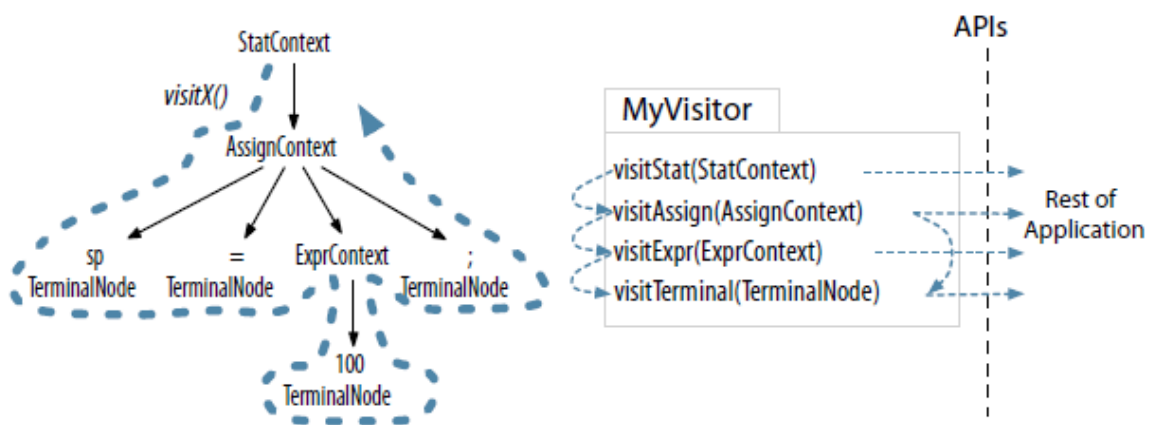 StatContext
visitX()
AssignContext
sp
TerminalNode
=
TerminalNode
ExprContext
;
TerminalNode
100
TerminalNode
APIs
MyVisitor
visitStat(StatContext)
visitAssign(AssignContext)
visitExpr(ExprContext)
visitTerminal(TerminalNode)
Rest of
Application